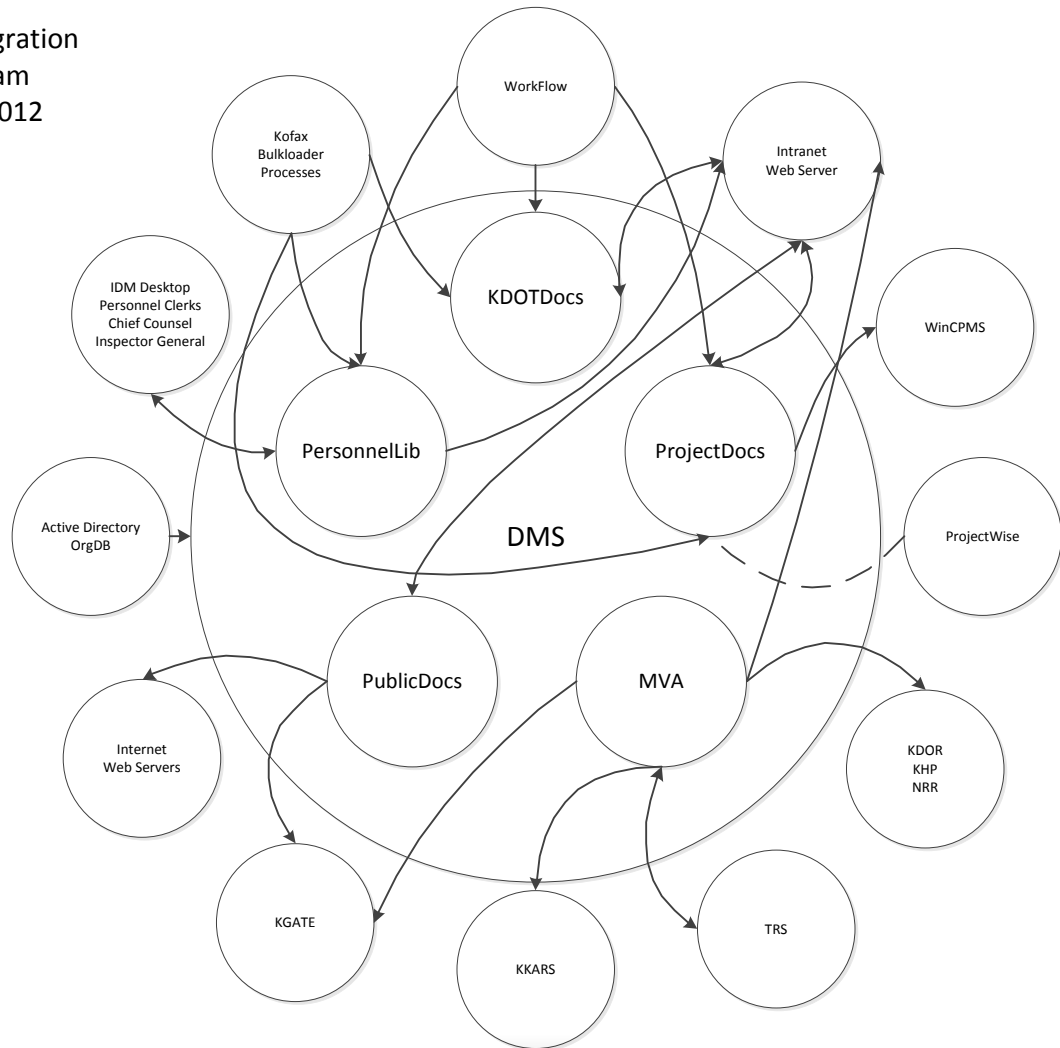 gration
am
012
WorkFlow
Kofax
Bulkloader
Processes
Intranet
Web Server
IDM Desktop
Personnel Clerks
Chief Counsel
Inspector General
KDOTDocs
WinCPMS
PersonnelLib
ProjectDocs
Active Directory
OrgDB
DMS
ProjectWise
PublicDocs
MVA
Internet
Web Servers
KDOR
KHP
NRR
KGATE
KKARS
TRS